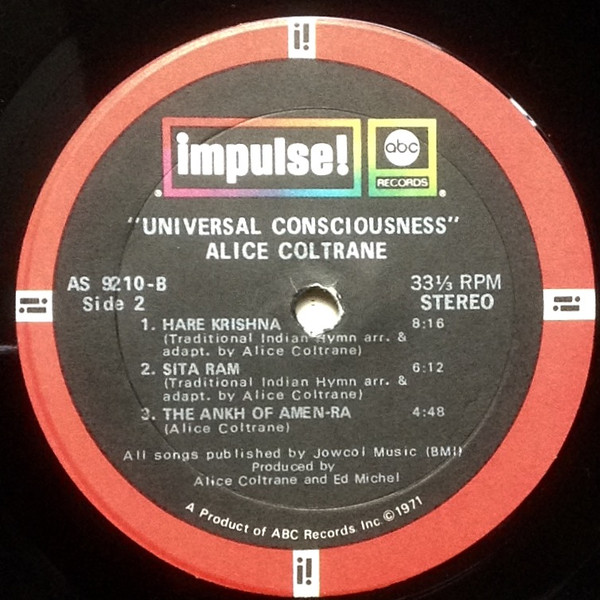 i!
impulse!
abc
RECORDS
"UNIVERSAL CONSCIOUSNESS"
ALICE COLTRANE
AS 9210-B
33⅓ RPM
Side 2
STEREO
i!
i!
1. HARE KRISHNA 8:16
(Traditional Indian Hymn arr. &
adapt. by Alice Coltrane)
2. SITA RAM 6:12
(Traditional Indian Hymn arr. &
adapt. by Alice Coltrane)
3. THE ANKH OF AMEN-RA 4:48
(Alice Coltrane)
All songs published by Jowcol Music (BMI)
Produced by
Alice Coltrane and Ed Michel
A Product of ABC Records Inc ©1971
i!